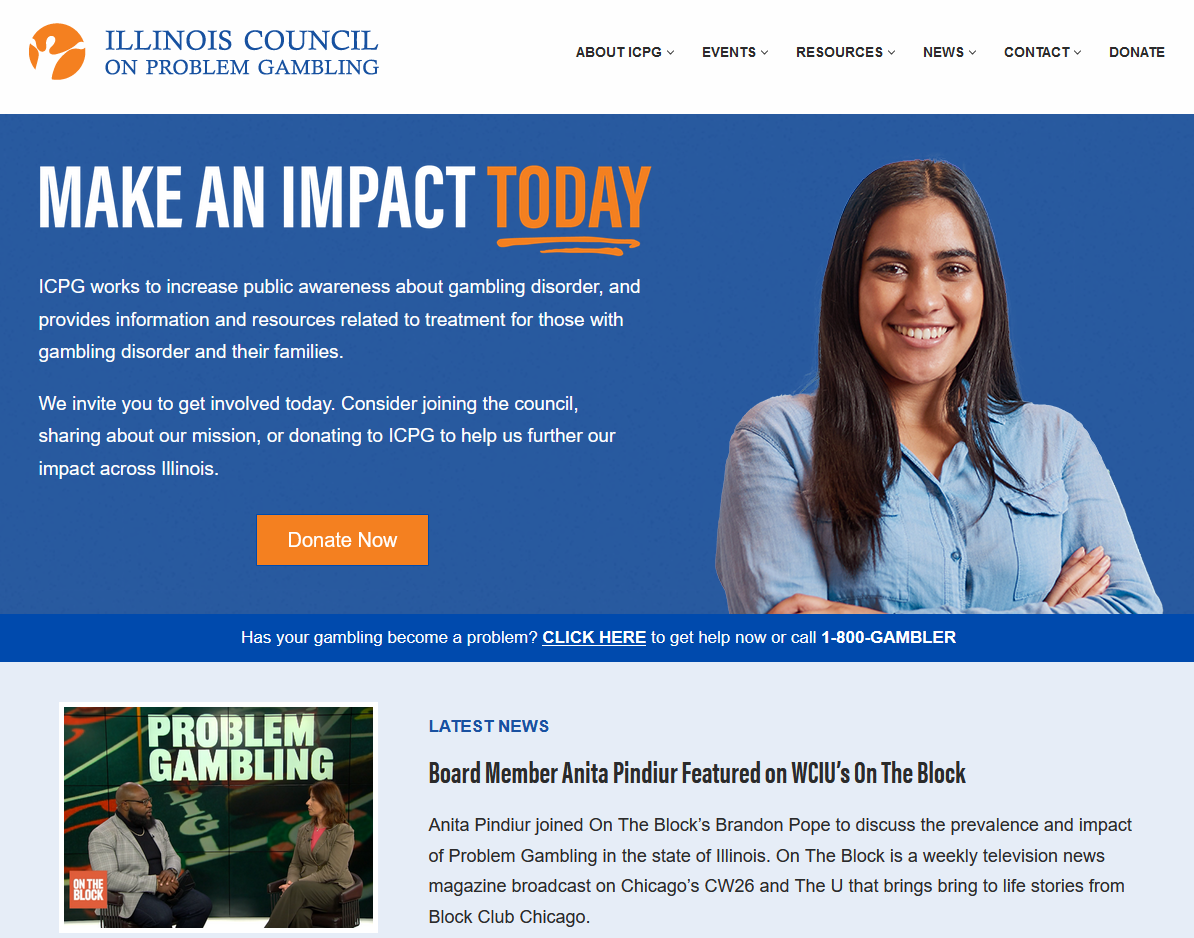 ILLINOIS COUNCIL
ON PROBLEM GAMBLING
ABOUT ICPG
EVENTS
RESOURCES
NEWS
CONTACT
DONATE
MAKE AN IMPACT TODAY
ICPG works to increase public awareness about gambling disorder, and
provides information and resources related to treatment for those with
gambling disorder and their families.
We invite you to get involved today. Consider joining the council,
sharing about our mission, or donating to ICPG to help us further our
impact across Illinois.
Donate Now
Has your gambling become a problem? CLICK HERE to get help now or call 1-800-GAMBLER
PROBLEM
GAMBLING
ON THE
BLOCK
LATEST NEWS
Board Member Anita Pindiur Featured on WCIU's On The Block
Anita Pindiur joined On The Block's Brandon Pope to discuss the prevalence and impact
of Problem Gambling in the state of Illinois. On The Block is a weekly television news
magazine broadcast on Chicago's CW26 and The U that brings bring to life stories from
Block Club Chicago.